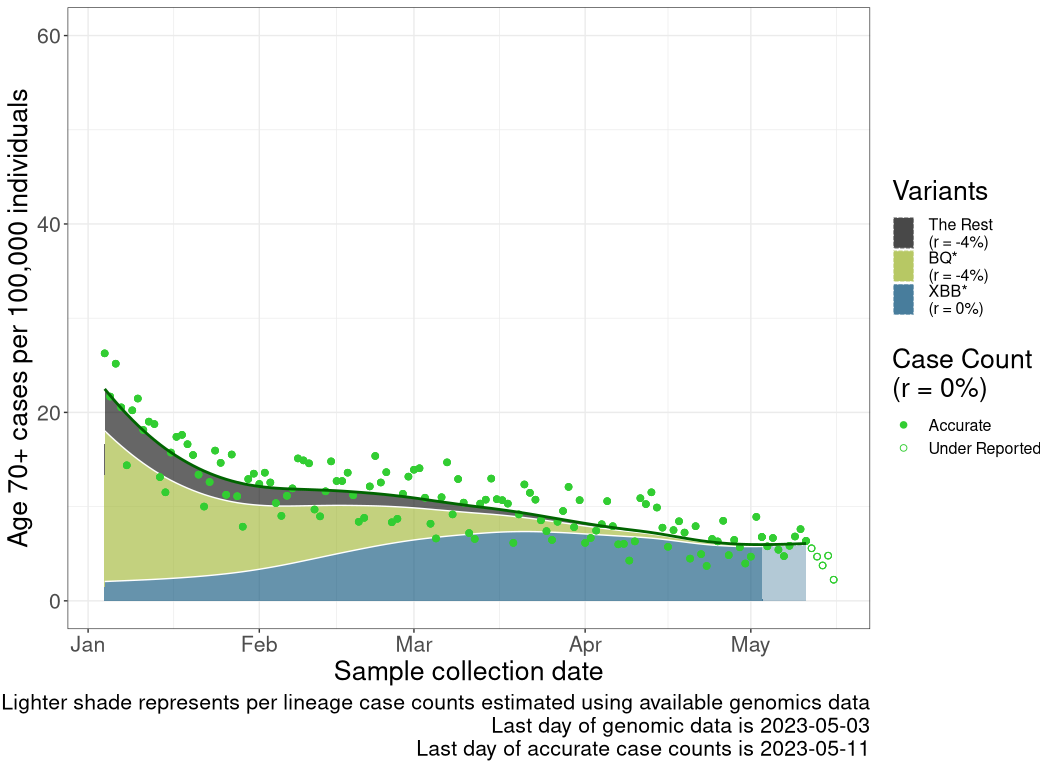 60
40
20
0
Age 70+ cases per 100,000 individuals
Jan Feb Mar Apr May
Sample collection date
Variants
The Rest
(r = -4%)
BQ*
(r = -4%)
XBB*
(r = 0%)
Case Count
(r = 0%)
Accurate
Under Reported
Lighter shade represents per lineage case counts estimated using available genomics data
Last day of genomic data is 2023-05-03
Last day of accurate case counts is 2023-05-11